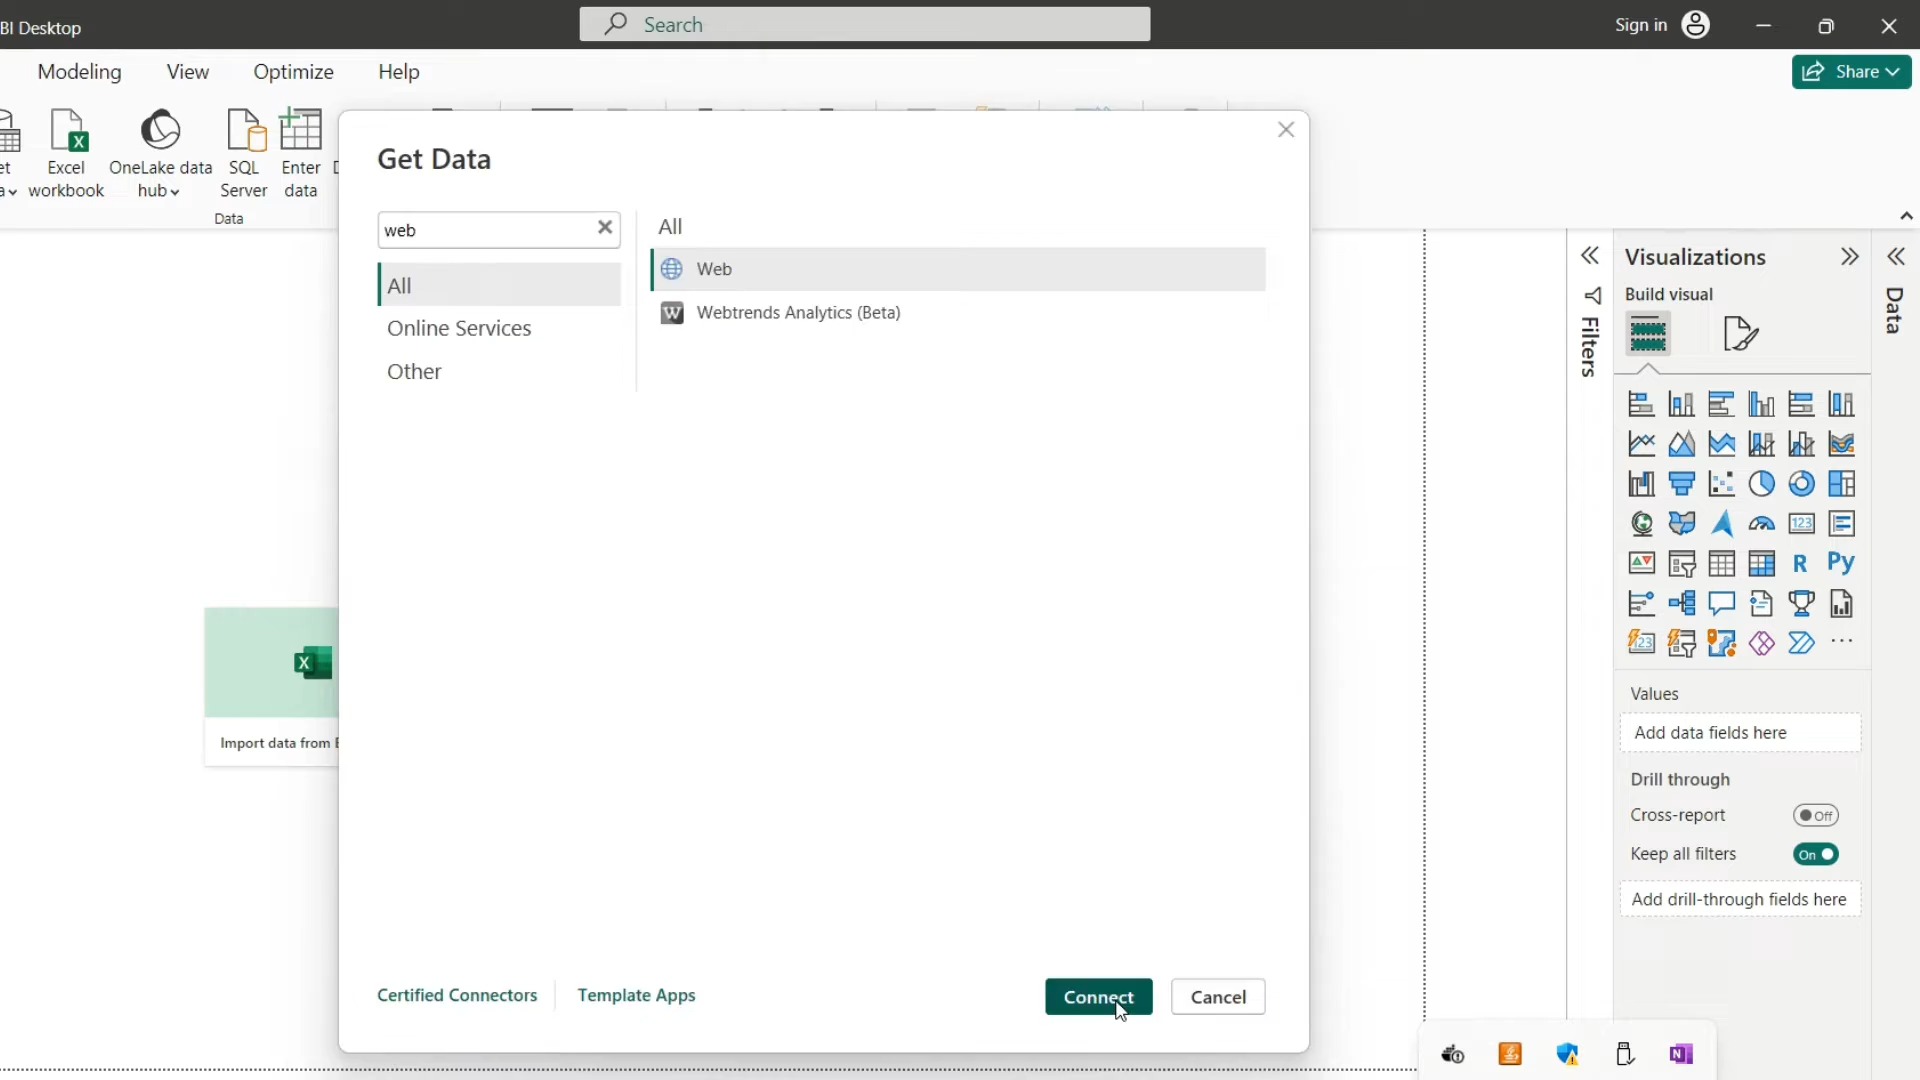 BI Desktop
Search
Sign in
Modeling
View
Optimize
Help
Share
Excel workbook
OneLake data hub
SQL Server
Enter data
Data
Get Data
web
All
Online Services
Other
All
Web
W Webtrends Analytics (Beta)
Certified Connectors
Template Apps
Connect
Cancel
X
Import data from
Filters
Visualizations
Build visual
123
R
Py
123
Values
Add data fields here
Drill through
Cross-report
Off
Keep all filters
On
Add drill-through fields here
Data
N